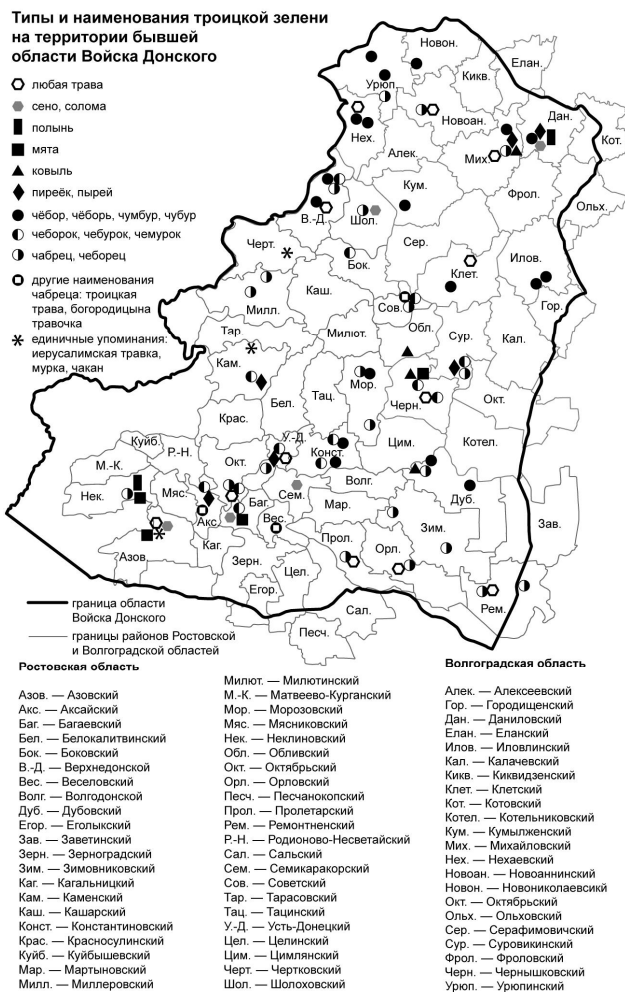 Типы и наименования троицкой зелени
на территории бывшей
области Войска Донского
любая трава
сено, солома
полынь
мята
ковыль
пиреёк, пырей
чёбор, чёборь, чумбур, чубур
чеборок, чебурок, чемурок
чабрец, чеборец
другие наименования
чабреца: троицкая
трава, богородицына
травочка
единичные упоминания:
иерусалимская травка,
мурка, чакан
Новон.
Елан.
Кикв.
Урюп.
Новоан.
Дан.
Кот.
Нех.
Алек.
Мих.
Кум.
Фрол.
Ольх.
В.-Д.
Шол.
Сер.
Черт.
Бок.
Клет.
Илов.
Гор.
Милл.
Каш.
Сов.
Обл.
Сур.
Кал.
Тар.
Милют.
Кам.
Бел.
Тац.
Мор.
Черн.
Окт.
Крас.
Куйб.
Р.-Н.
У.-Д.
Цим.
Котел.
М.-К.
Окт.
Конст.
Нек.
Мяс.
Сем.
Волг.
Дуб.
Акс.
Баг.
Вес.
Мар.
Зим.
Зав.
Азов.
Каг.
Зерн.
Прол.
Орл.
Цел.
Егор.
Рем.
Сал.
Песч.
граница области
Войска Донского
границы районов Ростовской
и Волгоградской областей
Ростовская область
Азов. — Азовский
Акс. — Аксайский
Баг. — Багаевский
Бел. — Белокалитвинский
Бок. — Боковский
В.-Д. — Верхнедонской
Вес. — Веселовский
Волг. — Волгодонской
Дуб. — Дубовский
Егор. — Еголыкский
Зав. — Заветинский
Зерн. — Зерноградский
Зим. — Зимовниковский
Каг. — Кагальницкий
Кам. — Каменский
Каш. — Кашарский
Конст. — Константиновский
Крас. — Красносулинский
Куйб. — Куйбышевский
Мар. — Мартыновский
Милл. — Миллеровский
Милют. — Милютинский
М.-К. — Матвеево-Курганский
Мор. — Морозовский
Мяс. — Мясниковский
Нек. — Неклиновский
Обл. — Обливский
Окт. — Октябрьский
Орл. — Орловский
Песч. — Песчанокопский
Прол. — Пролетарский
Рем. — Ремонтненский
Р.-Н. — Родионово-Несветайский
Сал. — Сальский
Сем. — Семикаракорский
Сов. — Советский
Тар. — Тарасовский
Тац. — Тацинский
У.-Д. — Усть-Донецкий
Цел. — Целинский
Цим. — Цимлянский
Черт. — Чертковский
Шол. — Шолоховский
Волгоградская область
Алек. — Алексеевский
Гор. — Городищенский
Дан. — Даниловский
Елан. — Еланский
Илов. — Иловлинский
Кал. — Калачевский
Кикв. — Киквидзенский
Клет. — Клетский
Кот. — Котовский
Котел. — Котельниковский
Кум. — Кумылженский
Мих. — Михайловский
Нех. — Нехаевский
Новоан. — Новоаннинский
Новон. — Новониколаевсикй
Окт. — Октябрьский
Ольх. — Ольховский
Сер. — Серафимовичский
Сур. — Суровикинский
Фрол. — Фроловский
Черн. — Чернышковский
Урюп. — Урюпинский